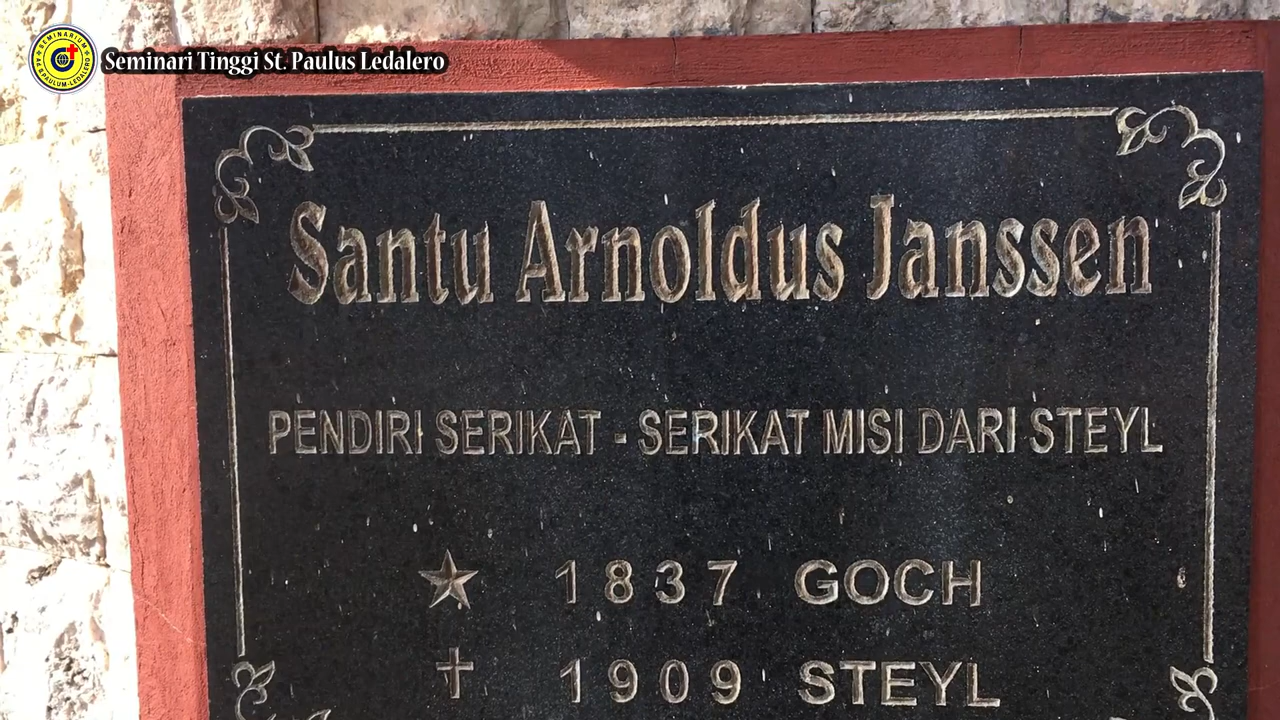 Seminari Tinggi St. Paulus Ledalero
Santu Arnoldus Janssen
PENDIRI SERIKAT - SERIKAT MISI DARI STEYL
1837 GOCH
1909 STEYL